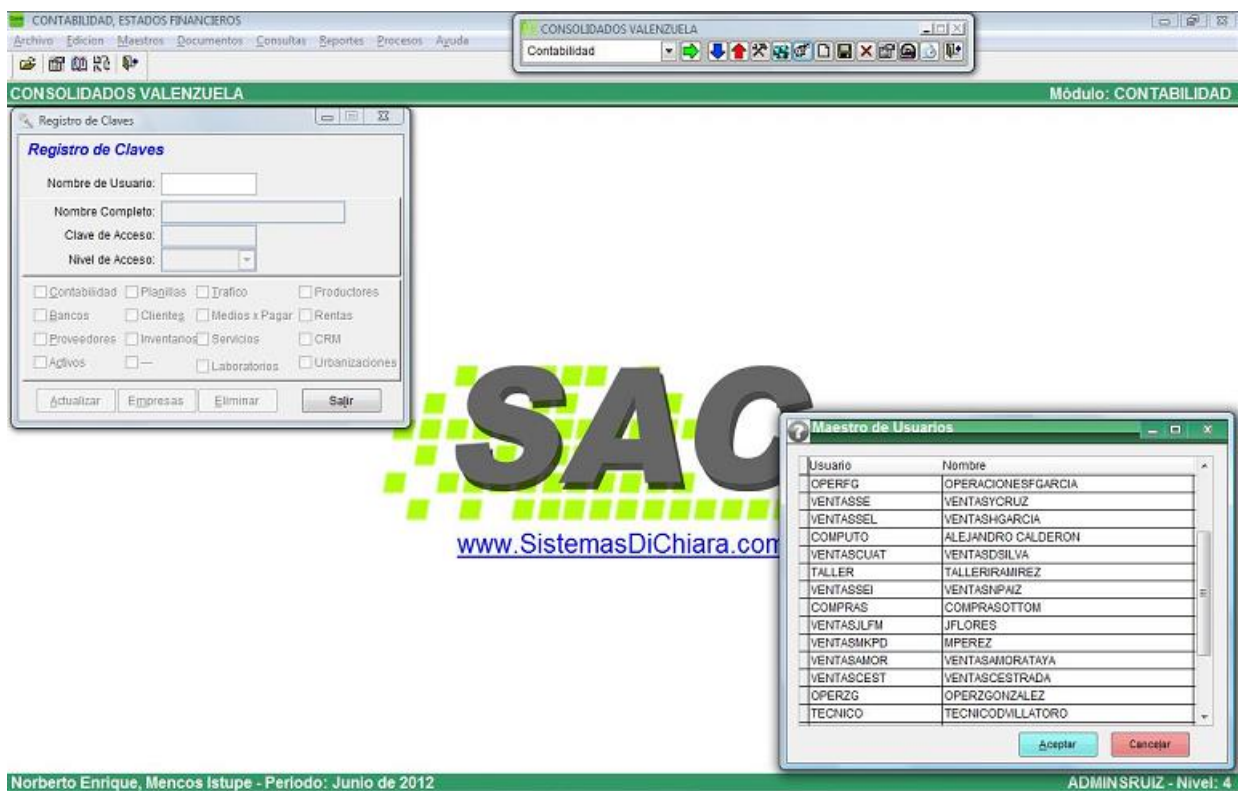 CONTABILIDAD, ESTADOS FINANCIEROS
Archivo Edicion Maestros Documentos Consultas Reportes Procesos Ayuda
CONSOLIDADOS VALENZUELA
Contabilidad
CONSOLIDADOS VALENZUELA Módulo: CONTABILIDAD
Registro de Claves
Registro de Claves
Nombre de Usuario:
Nombre Completo:
Clave de Acceso:
Nivel de Acceso:
Contabilidad Planillas Trafico Productores
Bancos Clientes Medios x Pagar Rentas
Proveedores Inventarios Servicios CRM
Activos --- Laboratorios Urbanizaciones
Actualizar Empresas Eliminar Salir
SAC
www.SistemasDiChiara.com
Maestro de Usuarios
Usuario Nombre
OPERFG OPERACIONESFGARCIA
VENTASSE VENTASYCRUZ
VENTASSEL VENTASHGARCIA
COMPUTO ALEJANDRO CALDERON
VENTASCUAT VENTASDSILVA
TALLER TALLERIRAMIREZ
VENTASSEI VENTASNPAIZ
COMPRAS COMPRASOTTOM
VENTASJLFM JFLORES
VENTASMKPD MPEREZ
VENTASAMOR VENTASAMORATAYA
VENTASCEST VENTASCESTRADA
OPERZG OPERZGONZALEZ
TECNICO TECNICODVILLATORO
Aceptar Cancelar
Norberto Enrique, Mencos Istupe - Periodo: Junio de 2012 ADMINSRUIZ - Nivel: 4